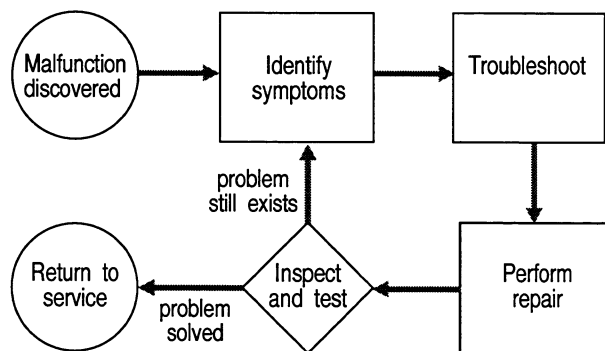 Malfunction
discovered
Identify
symptoms
Troubleshoot
problem
still exists
Return to
service
problem
solved
Inspect
and test
Perform
repair